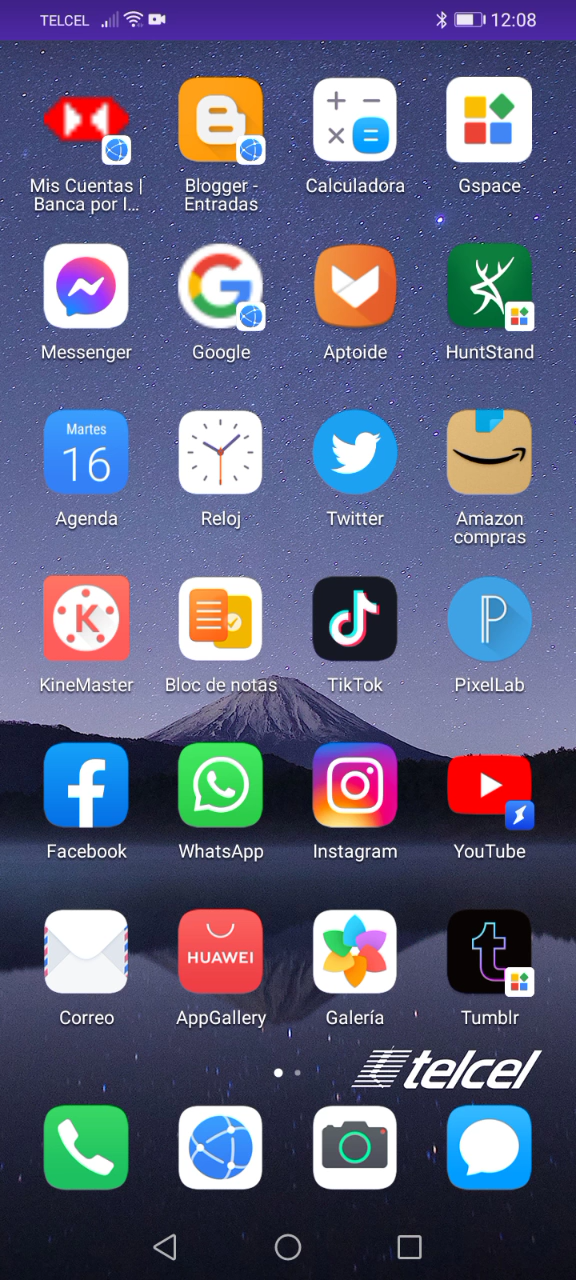 TELCEL 12:08
Mis Cuentas |
Banca por I...
Blogger -
Entradas
Calculadora
Gspace
Messenger
Google
Aptoide
HuntStand
Martes
16
Agenda
Reloj
Twitter
Amazon
compras
KineMaster
Bloc de notas
TikTok
PixelLab
Facebook
WhatsApp
Instagram
YouTube
HUAWEI
Correo
AppGallery
Galería
Tumblr
telcel